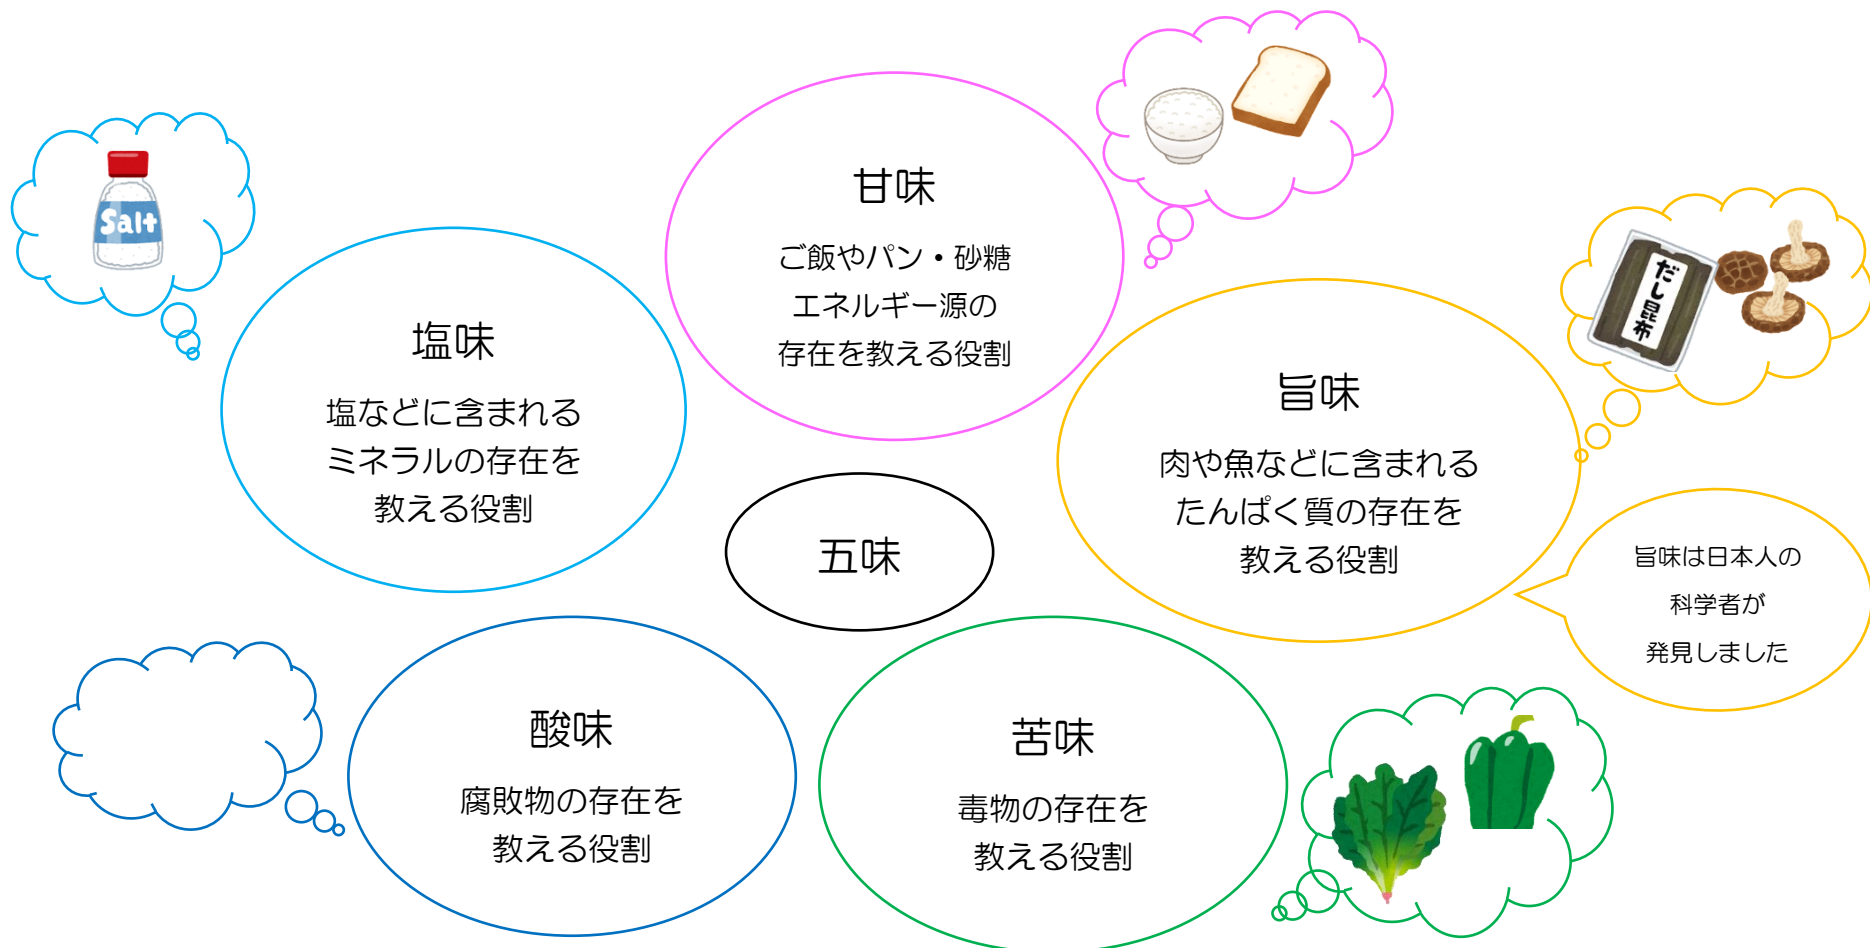 Salt
塩味
塩などに含まれる
ミネラルの存在を
教える役割
甘味
ご飯やパン・砂糖
エネルギー源の
存在を教える役割
だし昆布
旨味
肉や魚などに含まれる
たんぱく質の存在を
教える役割
旨味は日本人の
科学者が
発見しました
五味
酸味
腐敗物の存在を
教える役割
苦味
毒物の存在を
教える役割